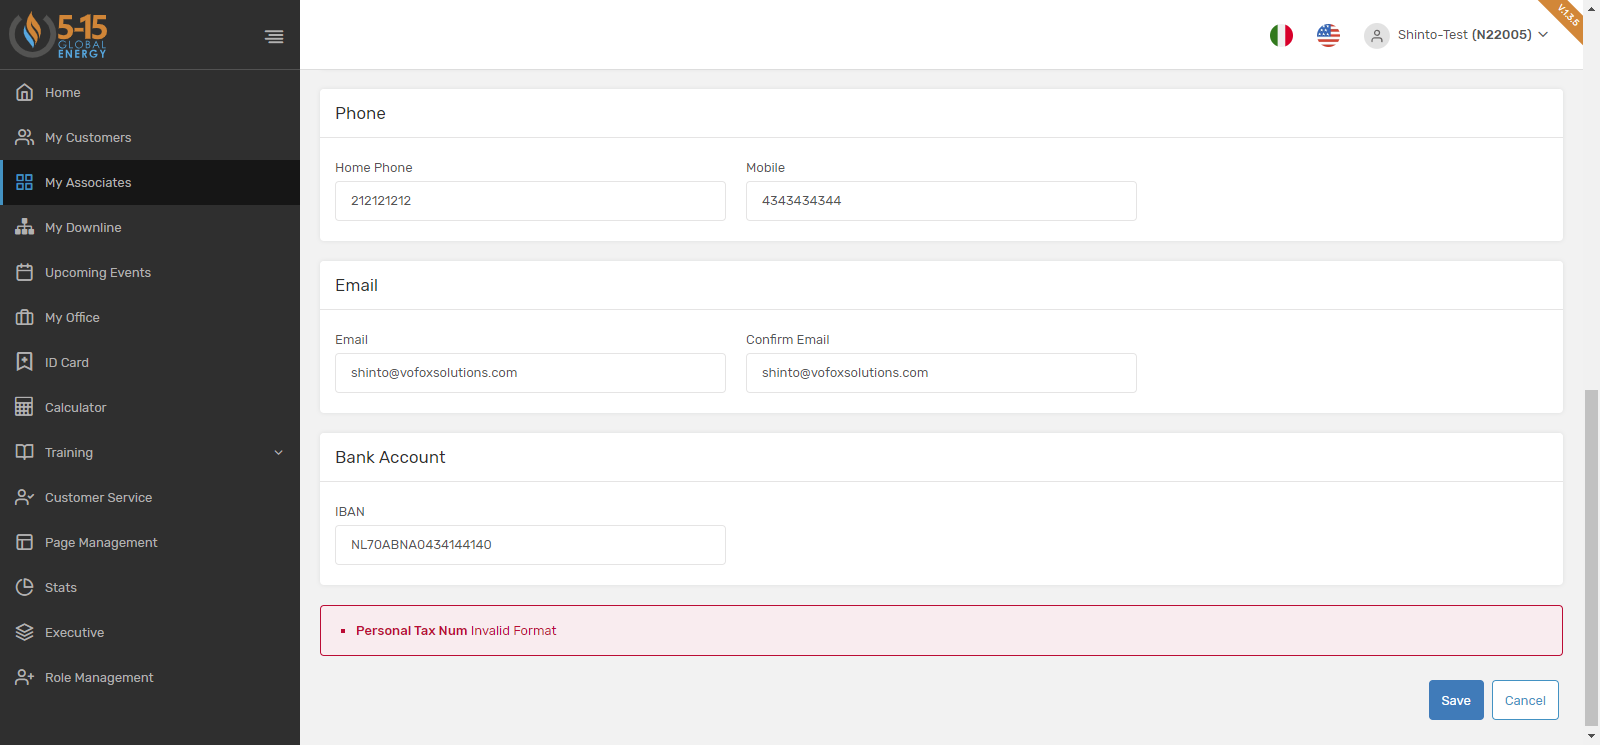 5-15
GLOBAL
ENERGY
Home
My Customers
My Associates
My Downline
Upcoming Events
My Office
ID Card
Calculator
Training
Customer Service
Page Management
Stats
Executive
Role Management
Shinto-Test (N22005)
V.1.3.5
Phone
Home Phone
Mobile
212121212
4343434344
Email
Email
Confirm Email
shinto@vofoxsolutions.com
shinto@vofoxsolutions.com
Bank Account
IBAN
NL70ABNA0434144140
Personal Tax Num Invalid Format
Save
Cancel